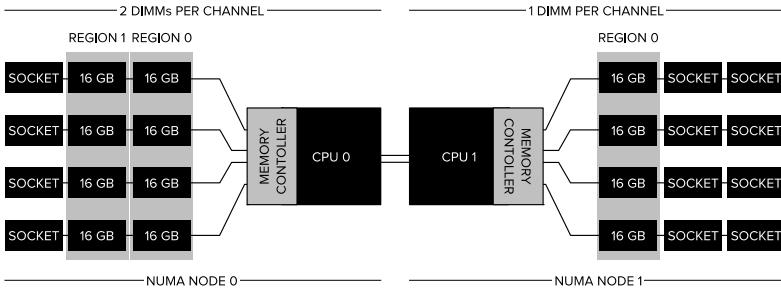 2 DIMMs PER CHANNEL 1 DIMM PER CHANNEL
REGION 1 REGION 0 REGION 0
SOCKET 16 GB 16 GB 16 GB SOCKET SOCKET
SOCKET 16 GB 16 GB 16 GB SOCKET SOCKET
MEMORY
CONTOLLER
CPU 0 CPU 1
MEMORY
CONTOLLER
SOCKET 16 GB 16 GB 16 GB SOCKET SOCKET
SOCKET 16 GB 16 GB 16 GB SOCKET SOCKET
NUMA NODE 0 NUMA NODE 1